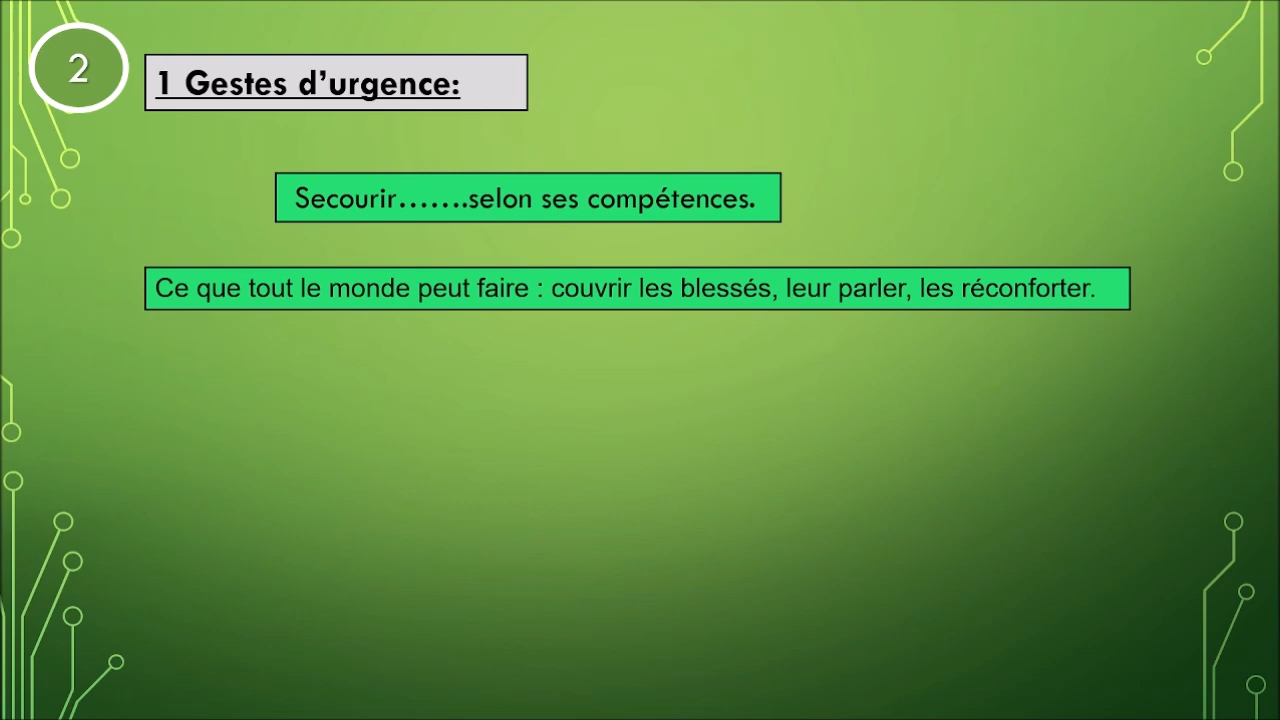 2
1 Gestes d’urgence:
Secourir…….selon ses compétences.
Ce que tout le monde peut faire : couvrir les blessés, leur parler, les réconforter.